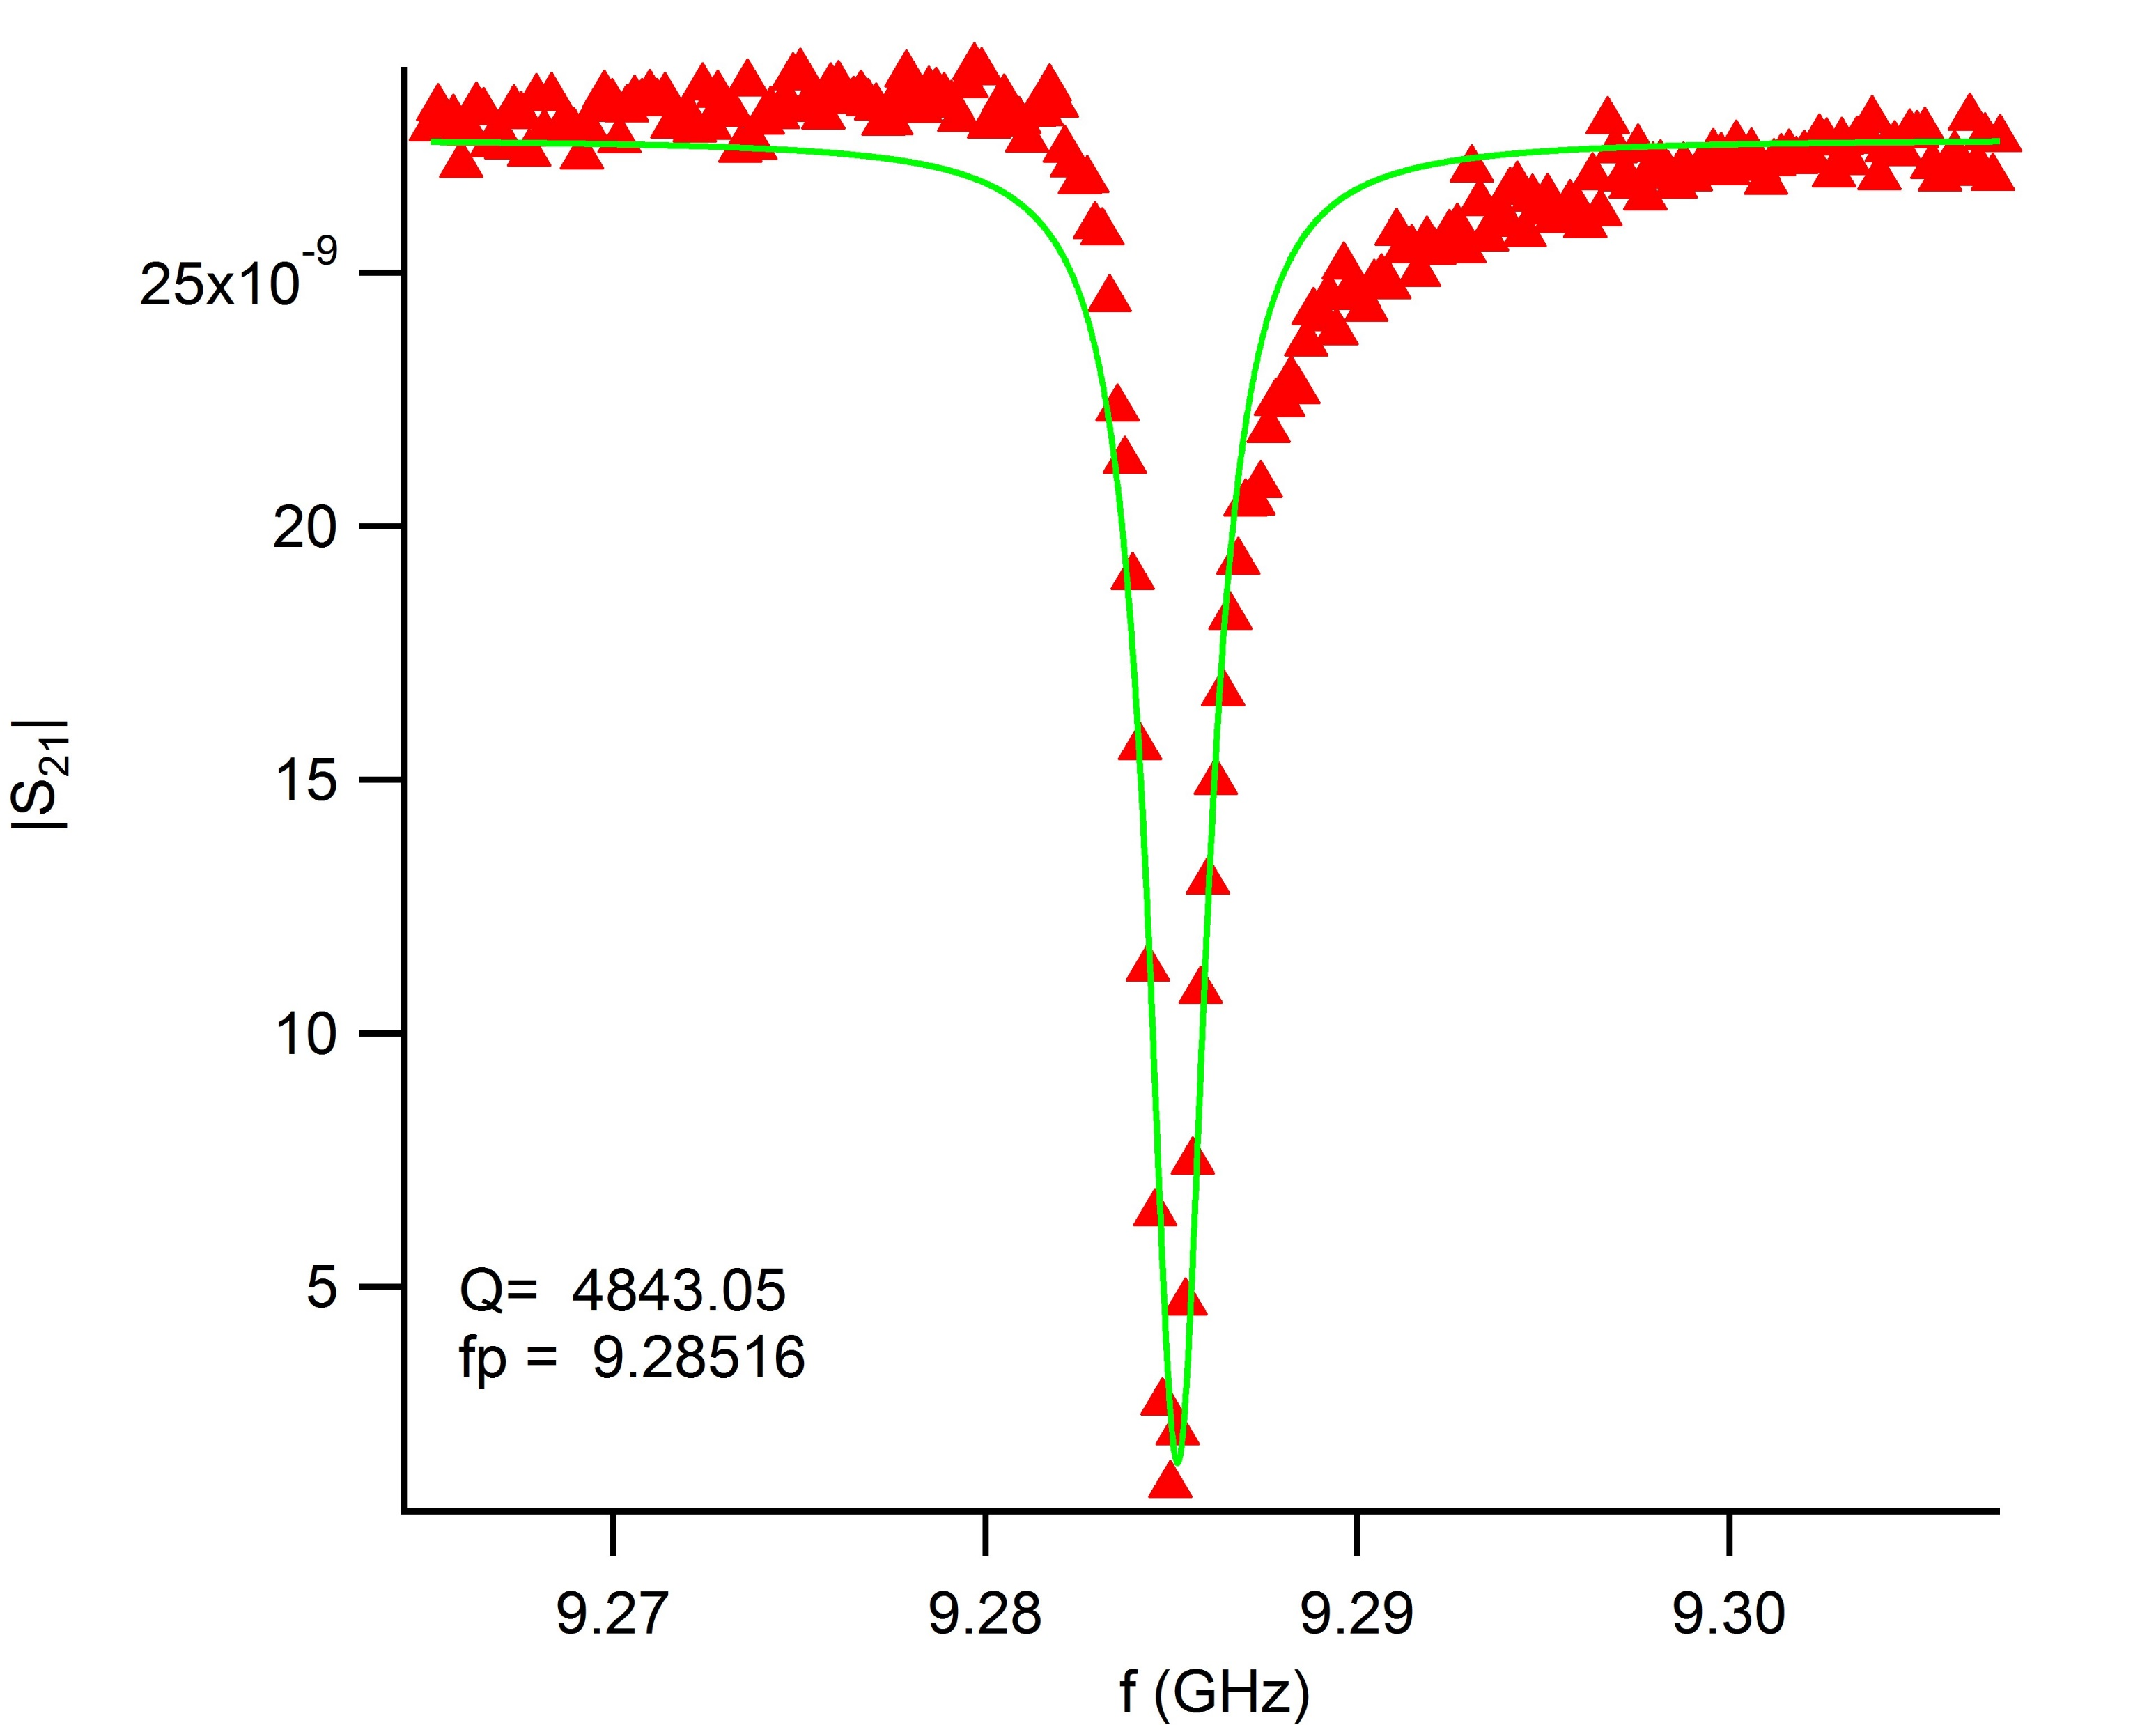 25x10-9
20
15
10
5
|S21|
Q= 4843.05
fp = 9.28516
9.27 9.28 9.29 9.30
f (GHz)